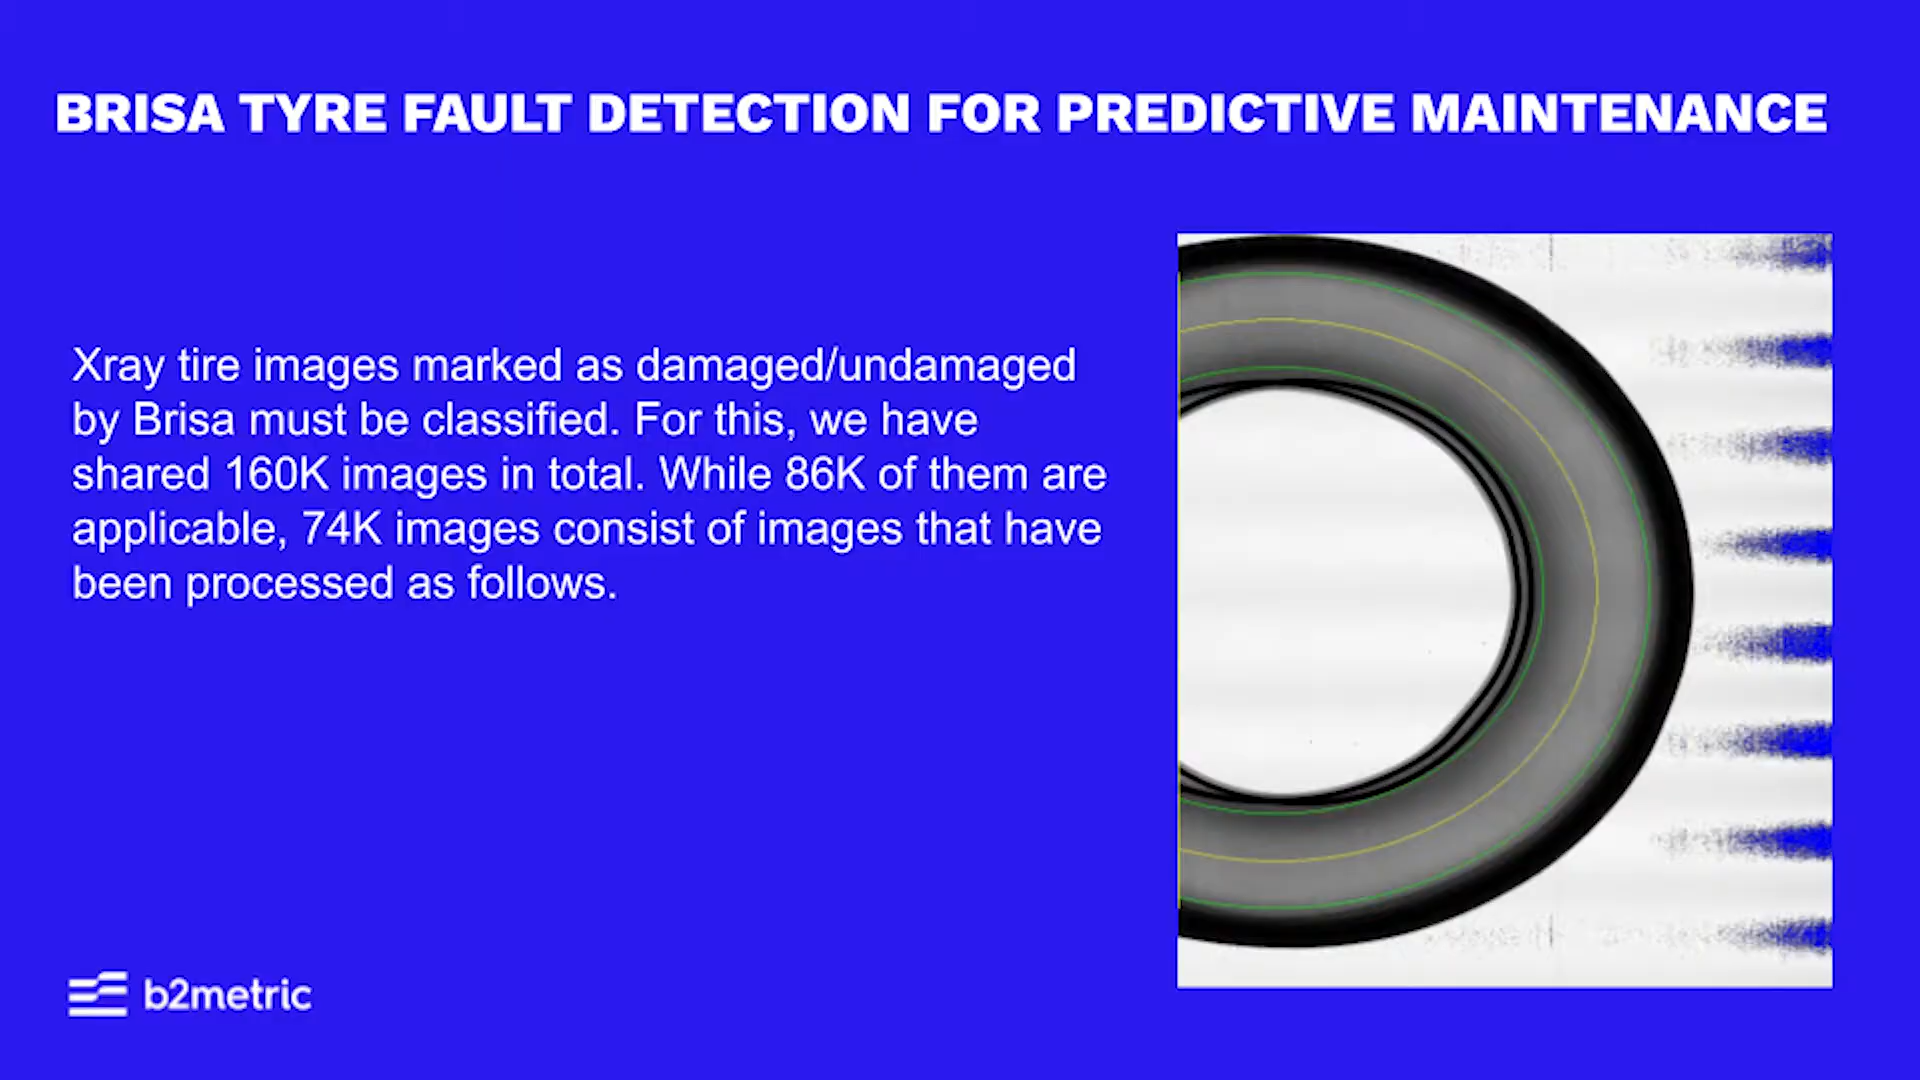 BRISA TYRE FAULT DETECTION FOR PREDICTIVE MAINTENANCE
Xray tire images marked as damaged/undamaged
by Brisa must be classified. For this, we have
shared 160K images in total. While 86K of them are
applicable, 74K images consist of images that have
been processed as follows.
b2metric